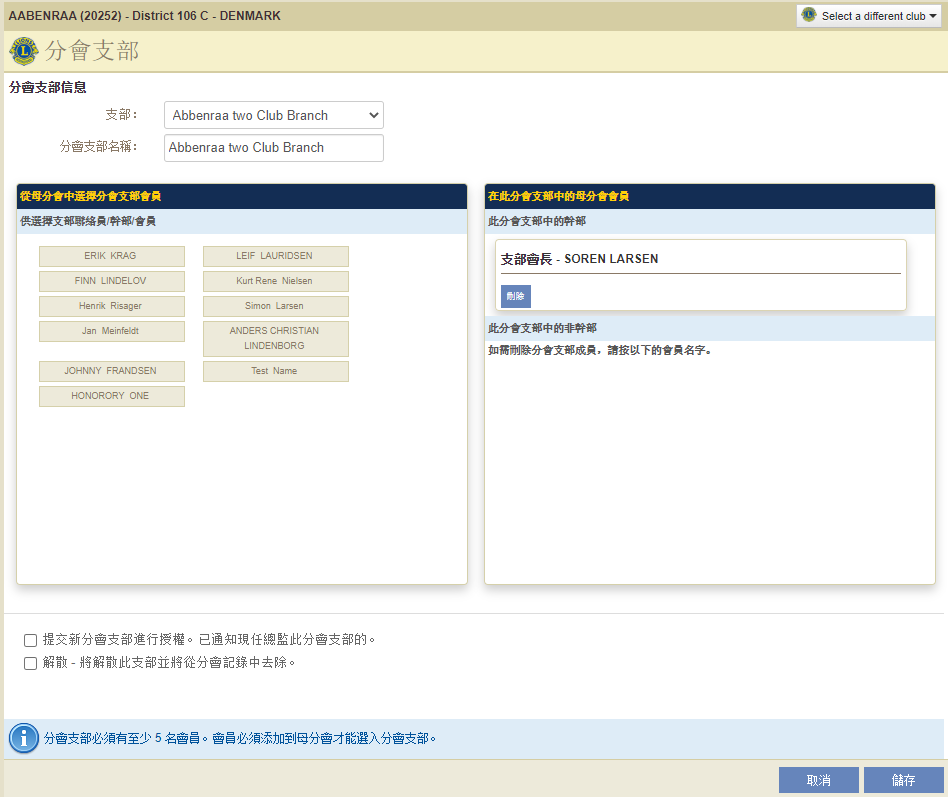 AABENRAA (20252) - District 106 C - DENMARK
Select a different club
分會支部
分會支部信息
支部：
Abbenraa two Club Branch
分會支部名稱：
Abbenraa two Club Branch
從母分會中選擇分會支部會員
供選擇支部聯絡員/幹部/會員
ERIK KRAG
LEIF LAURIDSEN
FINN LINDELOV
Kurt Rene Nielsen
Henrik Risager
Simon Larsen
Jan Meinfeldt
ANDERS CHRISTIAN
LINDENBORG
JOHNNY FRANDSEN
Test Name
HONORORY ONE
在此分會支部中的母分會會員
此分會支部中的幹部
支部會長 - SOREN LARSEN
刪除
此分會支部中的非幹部
如需刪除分會支部成員，請按以下的會員名字。
提交新分會支部進行授權。已通知現任總監此分會支部的。
解散 - 將解散此支部並將從分會記錄中去除。
分會支部必須有至少 5 名會員。會員必須添加到母分會才能選入分會支部。
取消
儲存